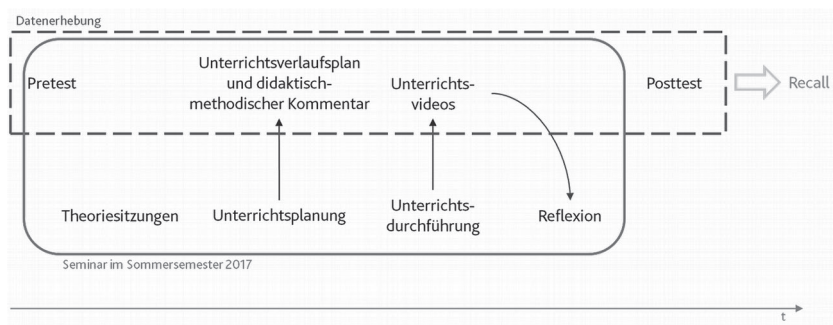 Datenerhebung
Pretest
Unterrichtsverlaufsplan
und didaktisch-
methodischer Kommentar
Unterrichts-
videos
Posttest
Recall
Theoriesitzungen
Unterrichtsplanung
Unterrichts-
durchführung
Reflexion
Seminar im Sommersemester 2017
t